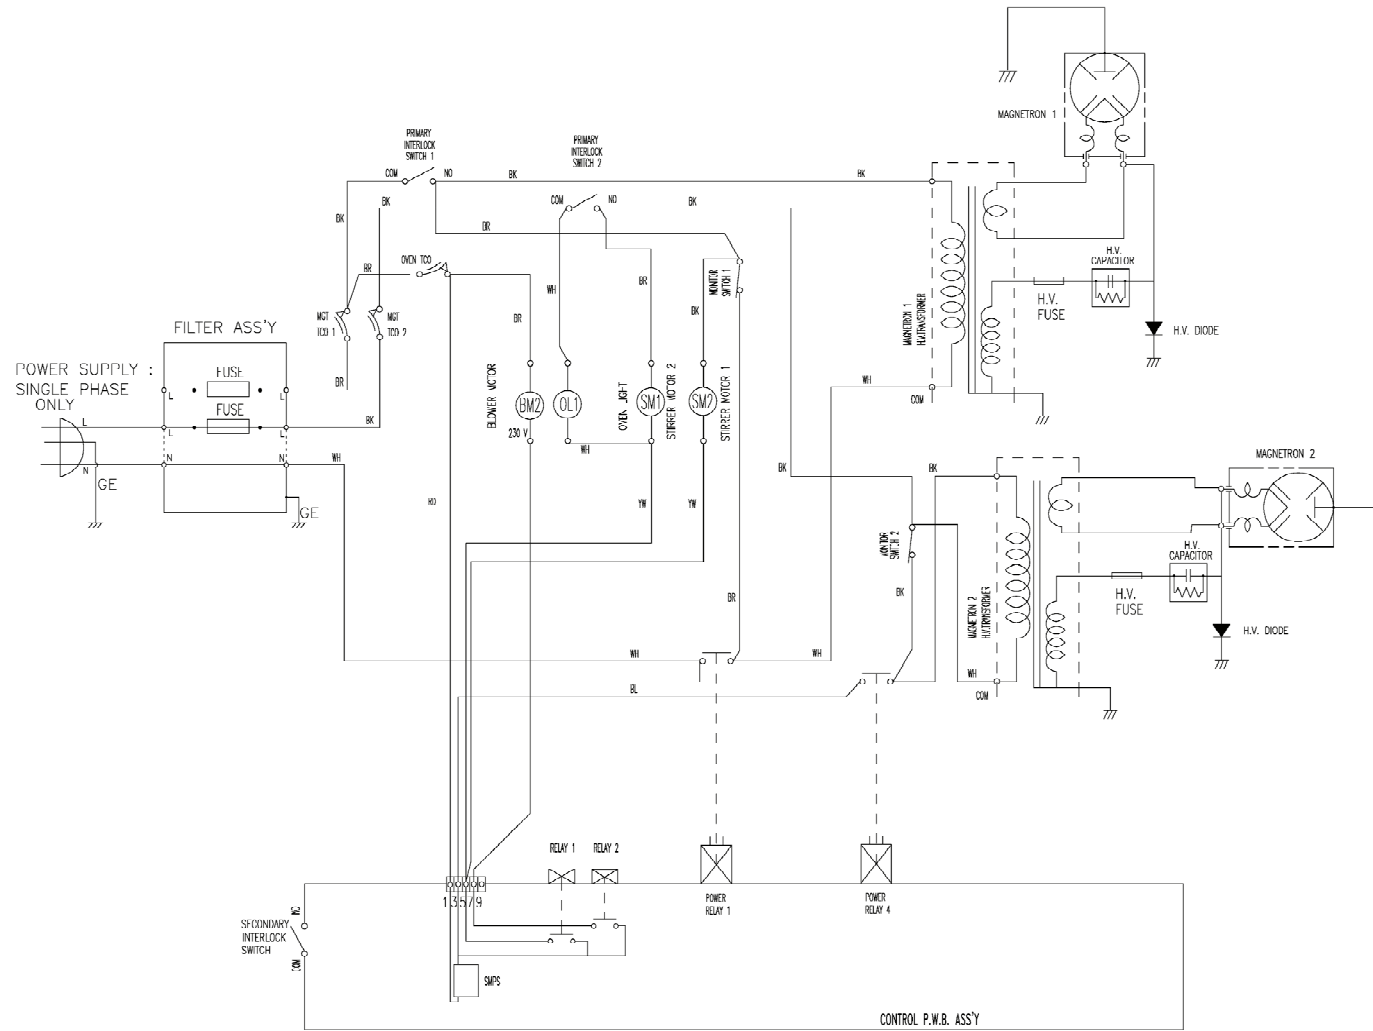 MAGNETRON 1
PRIMARY
INTERLOCK
SWITCH 1
PRIMARY
INTERLOCK
SWITCH 2
COM
NO
BK
BK
COM
NO
BK
BK
BK
BR
H.V.
CAPACITOR
OVEN TCO
BR
WH
BR
MONITOR
SWITCH 1
H.V.
FUSE
MAGNETRON 1
H.V.TRANSFORMER
BK
MGT
TCO 1
MGT
TCO 2
BR
H.V. DIODE
FILTER ASS'Y
POWER SUPPLY :
SINGLE PHASE
ONLY
FUSE
L
L
FUSE
BR
WH
COM
BLOWER MOTOR
BM2
230 V
OL1
OVEN LIGHT
SM1
STIRRER MOTOR 2
SM2
STIRRER MOTOR 1
L
L
L
BK
WH
N
N
N
WH
GE
GE
RD
YW
YW
BK
BK
MAGNETRON 2
MONITOR
SWITCH 2
H.V.
CAPACITOR
H.V.
FUSE
BR
BK
MAGNETRON 2
H.V.TRANSFORMER
H.V. DIODE
WH
WH
WH
COM
BL
RELAY 1
RELAY 2
1 3 5 7 9
POWER
RELAY 1
POWER
RELAY 4
NO
SECONDARY
INTERLOCK
SWITCH
COM
SMPS
CONTROL P.W.B. ASS'Y